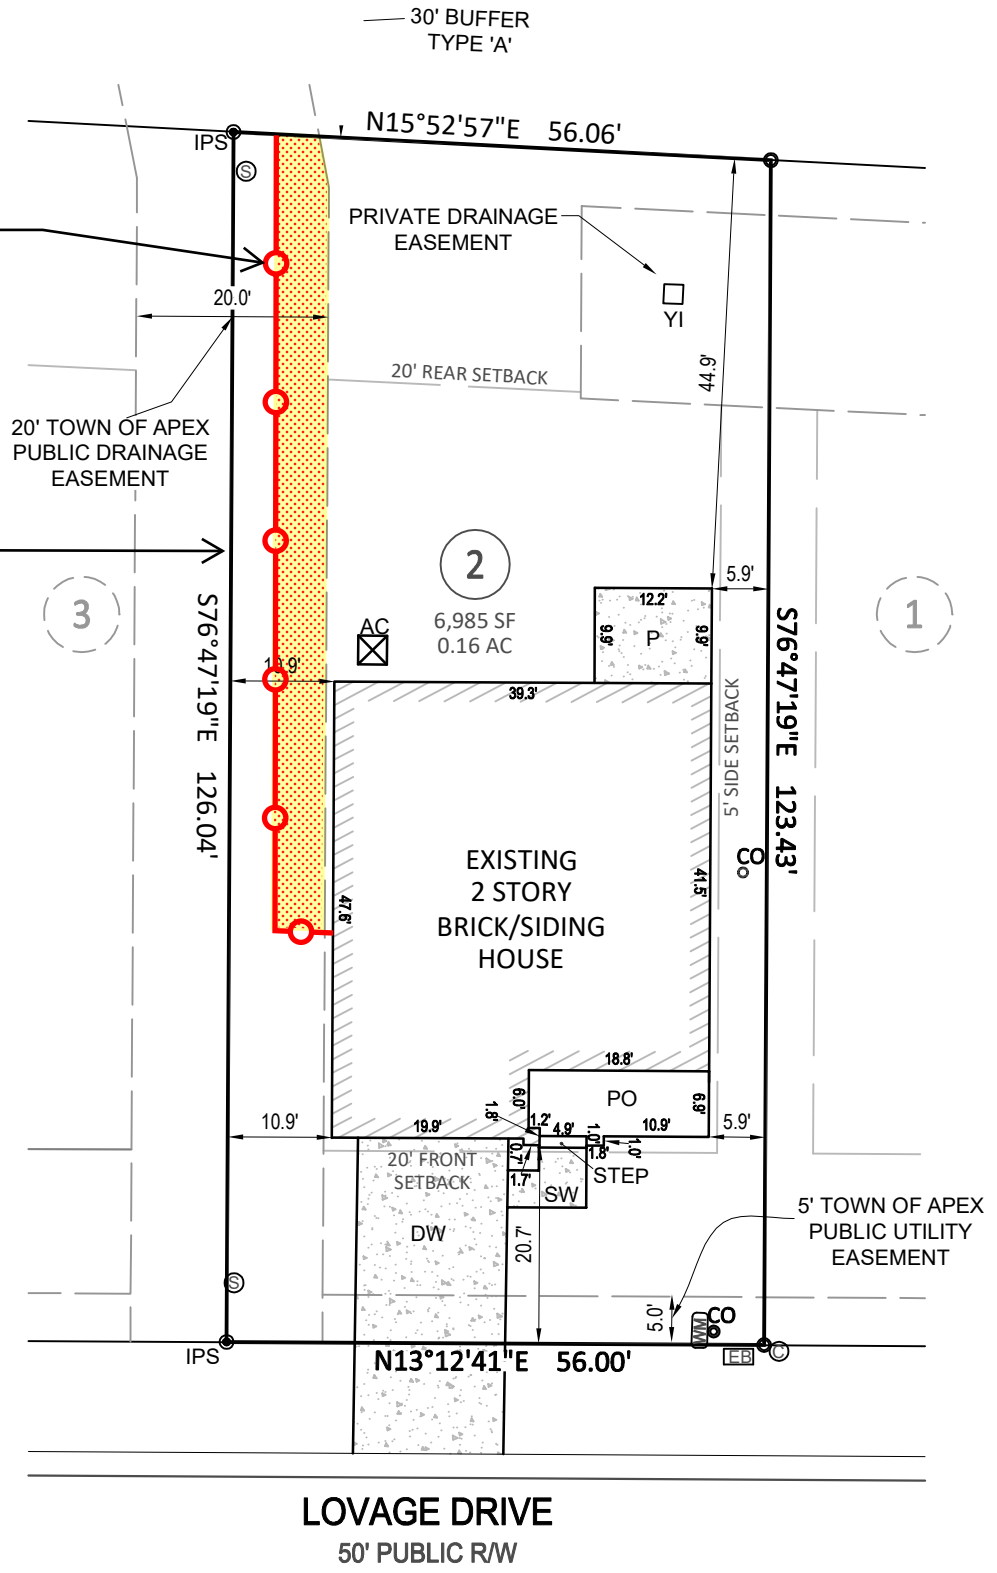 30' BUFFER
TYPE 'A'
N15°52'57"E 56.06'
IPS
S
PRIVATE DRAINAGE
EASEMENT
20.0'
YI
44.9'
20' REAR SETBACK
20' TOWN OF APEX
PUBLIC DRAINAGE
EASEMENT
2
6,985 SF
0.16 AC
3
1
5.9'
12.2'
9.9'
P
9.9'
AC
S76°47'19"E 126.04'
S76°47'19"E 123.43'
39.3'
5' SIDE SETBACK
CO
EXISTING
2 STORY
BRICK/SIDING
HOUSE
47.6'
41.5'
18.8'
6.0'
PO
6.9'
1.8'
1.2'
4.9'
1.0'
10.9'
10.9'
19.9'
5.9'
0.7'
1.7'
1.8'
1.0'
STEP
20' FRONT
SETBACK
SW
DW
20.7'
5' TOWN OF APEX
PUBLIC UTILITY
EASEMENT
S
5.0'
WM
CO
IPS
N13°12'41"E 56.00'
EB
C
LOVAGE DRIVE
50' PUBLIC R/W